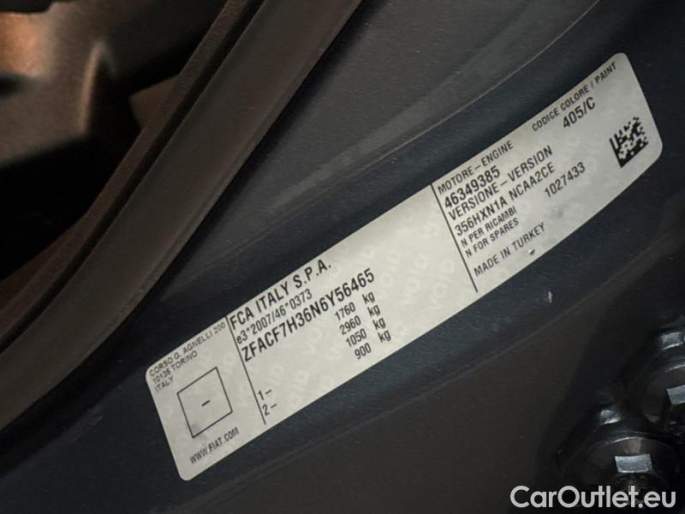 CORSO G. AGNELLI 200
10135 TORINO
ITALY
WWW.FIAT.COM
FCA ITALY S.P.A.
e3*2007/46*0373
ZFACF7H36N6Y56465
1760 kg
2960 kg
1- 1050 kg
2- 900 kg
MOTORE-ENGINE
46349385
VERSIONE-VERSION
356HXN1A NCAA2CE
N PER RICAMBI
N FOR SPARES 1027433
MADE IN TURKEY
CODICE COLORE / PAINT
405/C
CarOutlet.eu